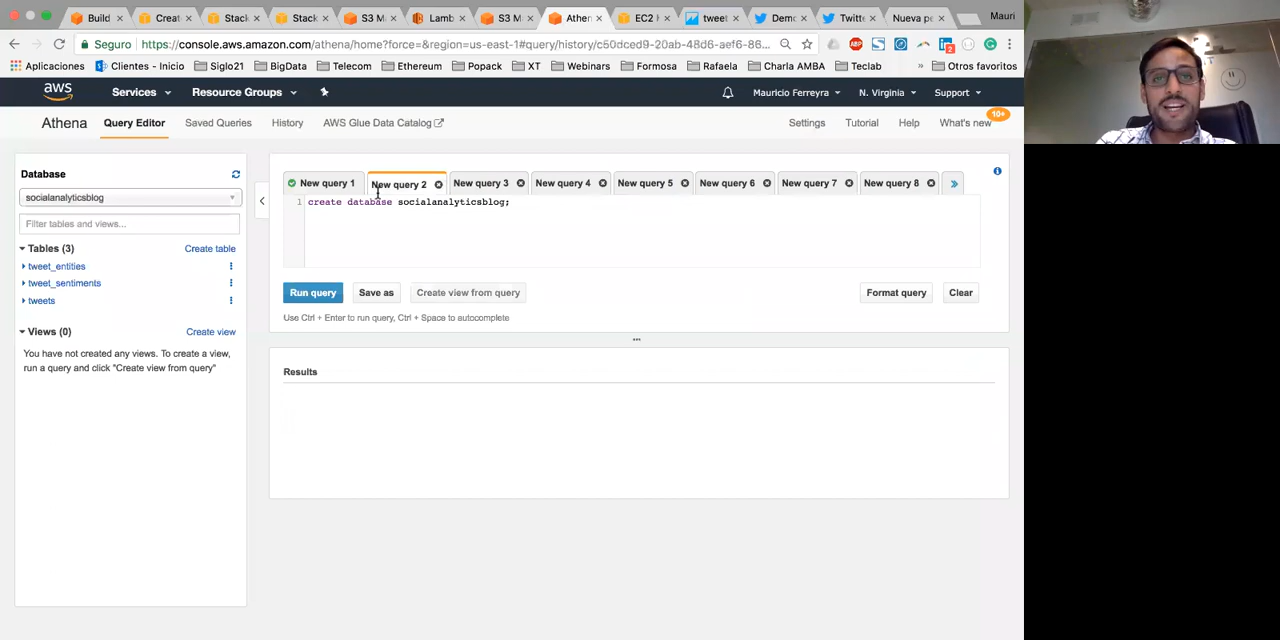 Build
Creat
Stack
Stack
S3 M
Lamb
S3 M
Athen
EC2
tweet
Demo
Twitte
Nueva pe
Mauri
Seguro
https://console.aws.amazon.com/athena/home?force=&region=us-east-1#query/history/c50dced9-20ab-48d6-aef6-86...
Aplicaciones
Clientes - Inicio
Siglo21
BigData
Telecom
Ethereum
Popack
XT
Webinars
Formosa
Rafaela
Charla AMBA
Teclab
»
Otros favoritos
aws
Services
Resource Groups
Mauricio Ferreyra
N. Virginia
Support
Athena
Query Editor
Saved Queries
History
AWS Glue Data Catalog
Settings
Tutorial
Help
What's new
10+
Database
socialanalyticsblog
Filter tables and views...
Tables (3)
Create table
tweet_entities
tweet_sentiments
tweets
Views (0)
Create view
You have not created any views. To create a view,
run a query and click "Create view from query"
New query 1
New query 2
New query 3
New query 4
New query 5
New query 6
New query 7
New query 8
1 create database socialanalyticsblog;
Run query
Save as
Create view from query
Format query
Clear
Use Ctrl + Enter to run query, Ctrl + Space to autocomplete
Results